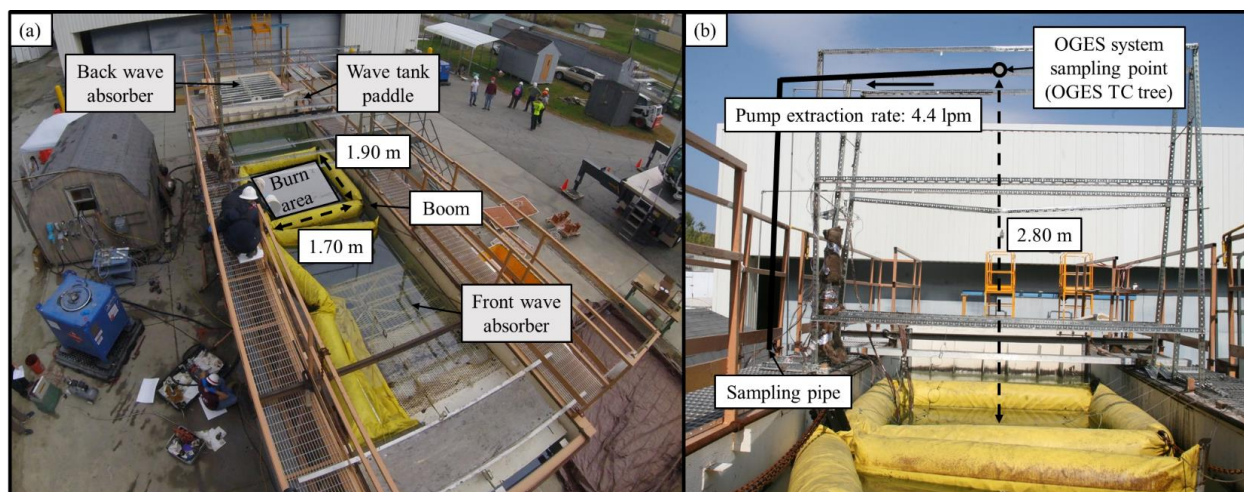 (a)
Back wave
absorber
Wave tank
paddle
1.90 m
Burn
area
Boom
1.70 m
Front wave
absorber
(b)
OGES system
sampling point
(OGES TC tree)
Pump extraction rate: 4.4 lpm
2.80 m
Sampling pipe